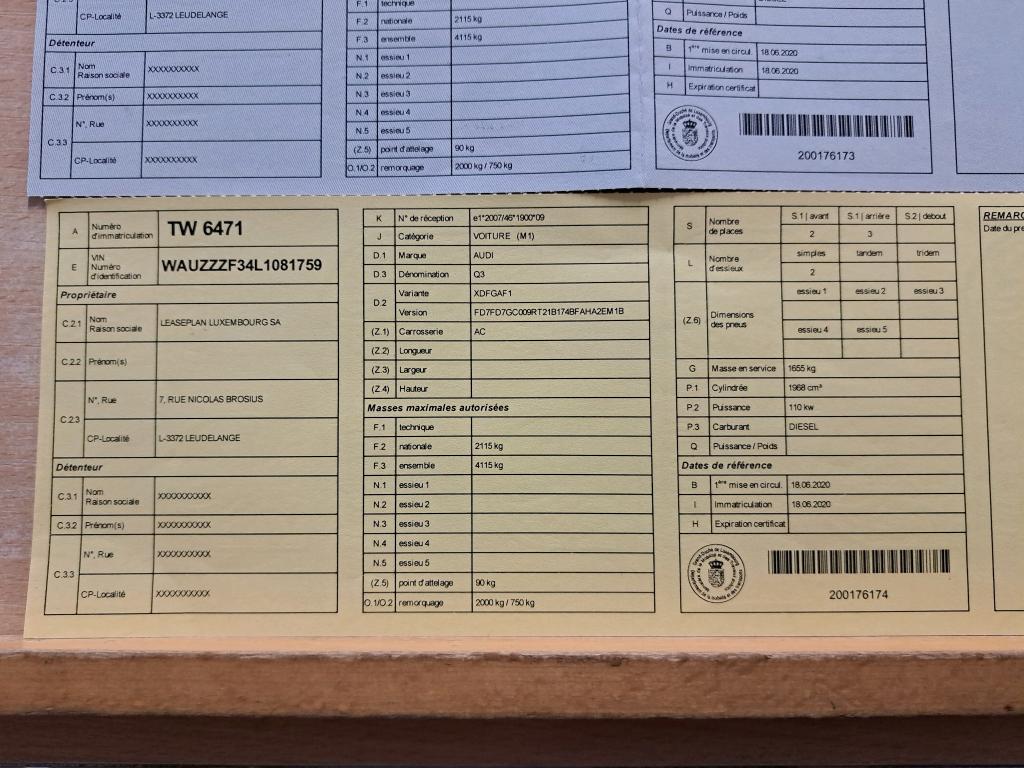 CP-Localité L-3372 LEUDELANGE
Détenteur
C.3.1 Nom Raison sociale XXXXXXXXXX
C.3.2 Prénom(s) XXXXXXXXXX
C.3.3 N°, Rue XXXXXXXXXX
CP-Localité XXXXXXXXXX
F.1 technique
F.2 nationale 2115 kg
F.3 ensemble 4115 kg
N.1 essieu 1
N.2 essieu 2
N.3 essieu 3
N.4 essieu 4
N.5 essieu 5
(Z.5) point d'attelage 90 kg
O.1/O.2 remorquage 2000 kg / 750 kg
Q Puissance / Poids
Dates de référence
B 1ère mise en circul. 18.06.2020
I Immatriculation 18.06.2020
H Expiration certificat
200176173
A Numéro d'immatriculation TW 6471
E VIN Numéro d'identification WAUZZZF34L1081759
Propriétaire
C.2.1 Nom Raison sociale LEASEPLAN LUXEMBOURG SA
C.2.2 Prénom(s)
C.2.3 N°, Rue 7, RUE NICOLAS BROSIUS
CP-Localité L-3372 LEUDELANGE
Détenteur
C.3.1 Nom Raison sociale XXXXXXXXXX
C.3.2 Prénom(s) XXXXXXXXXX
C.3.3 N°, Rue XXXXXXXXXX
CP-Localité XXXXXXXXXX
K N° de réception e1*2007/46*1900*09
J Catégorie VOITURE (M1)
D.1 Marque AUDI
D.3 Dénomination Q3
D.2 Variante XDFGAF1
Version FD7FD7GC009RT21B174BFAHA2EM1B
(Z.1) Carrosserie AC
(Z.2) Longueur
(Z.3) Largeur
(Z.4) Hauteur
Masses maximales autorisées
F.1 technique
F.2 nationale 2115 kg
F.3 ensemble 4115 kg
N.1 essieu 1
N.2 essieu 2
N.3 essieu 3
N.4 essieu 4
N.5 essieu 5
(Z.5) point d'attelage 90 kg
O.1/O.2 remorquage 2000 kg / 750 kg
S Nombre de places S.1 | avant S.1 | arrière S.2 | debout
2 3
L Nombre d'essieux simples tandem tridem
2
(Z.6) Dimensions des pneus essieu 1 essieu 2 essieu 3
essieu 4 essieu 5
G Masse en service 1655 kg
P.1 Cylindrée 1968 cm³
P.2 Puissance 110 kw
P.3 Carburant DIESEL
Q Puissance / Poids
Dates de référence
B 1ère mise en circul. 18.06.2020
I Immatriculation 18.06.2020
H Expiration certificat
200176174